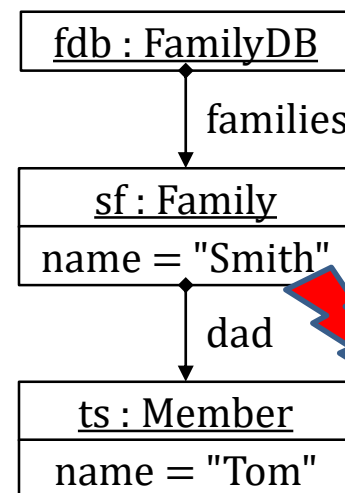 fdb : FamilyDB
families
sf : Family
name = "Smith"
dad
ts : Member
name = "Tom"